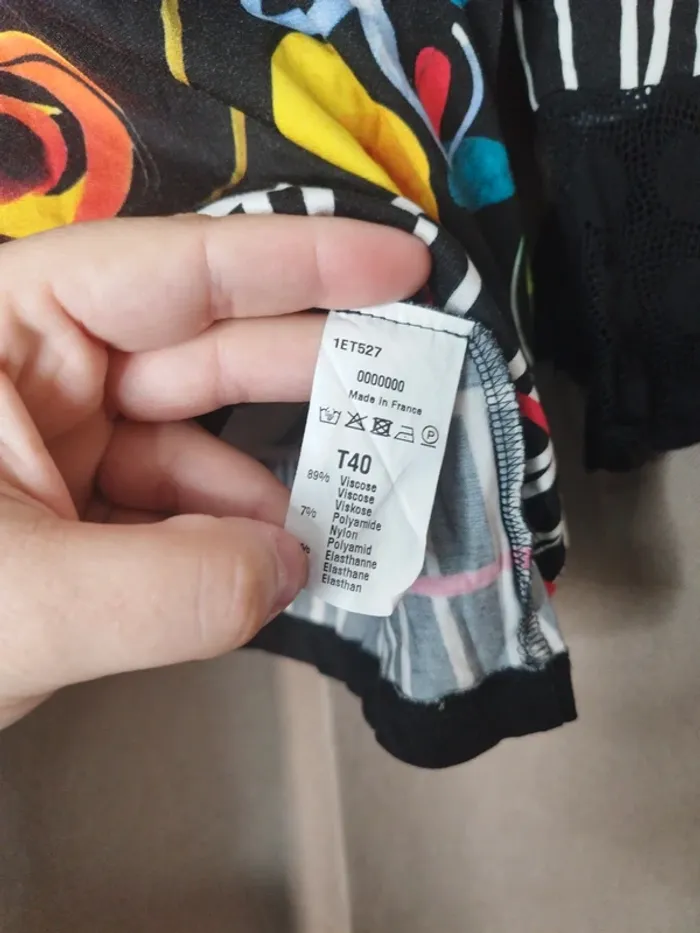 1ET527
0000000
Made in France
P
T40
89% Viscose
Viscose
Viskose
7% Polyamide
Nylon
Polyamid
% Elasthanne
Elasthane
Elasthan